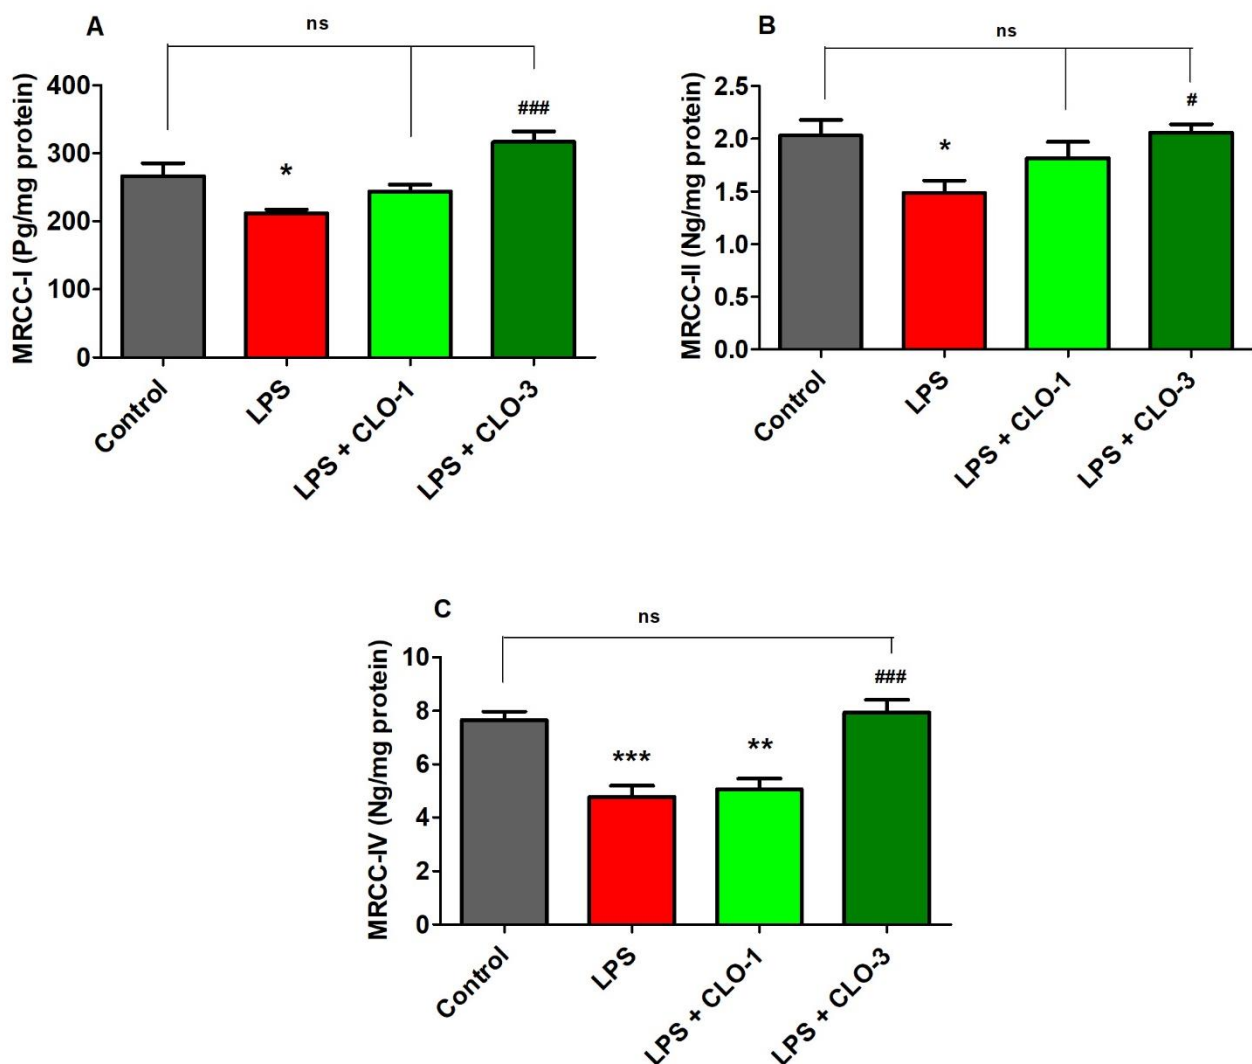 A
ns
MRCC-I (Pg/mg protein)
400
300
200
100
0
*
###
Control
LPS
LPS + CLO-1
LPS + CLO-3
B
ns
MRCC-II (Ng/mg protein)
2.5
2.0
1.5
1.0
0.5
0.0
*
#
Control
LPS
LPS + CLO-1
LPS + CLO-3
C
ns
MRCC-IV (Ng/mg protein)
10
8
6
4
2
0
***
**
###
Control
LPS
LPS + CLO-1
LPS + CLO-3